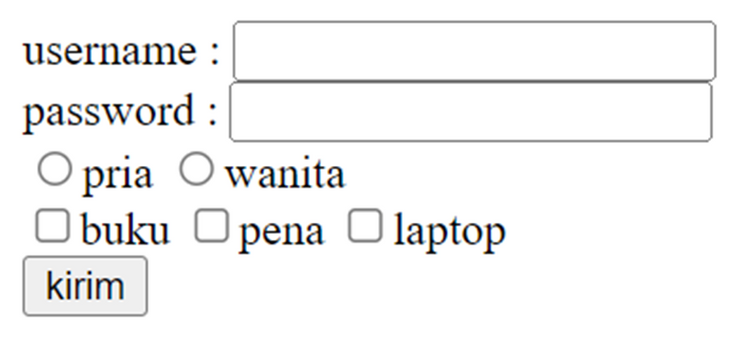 username :
password :
pria wanita
buku pena laptop
kirim